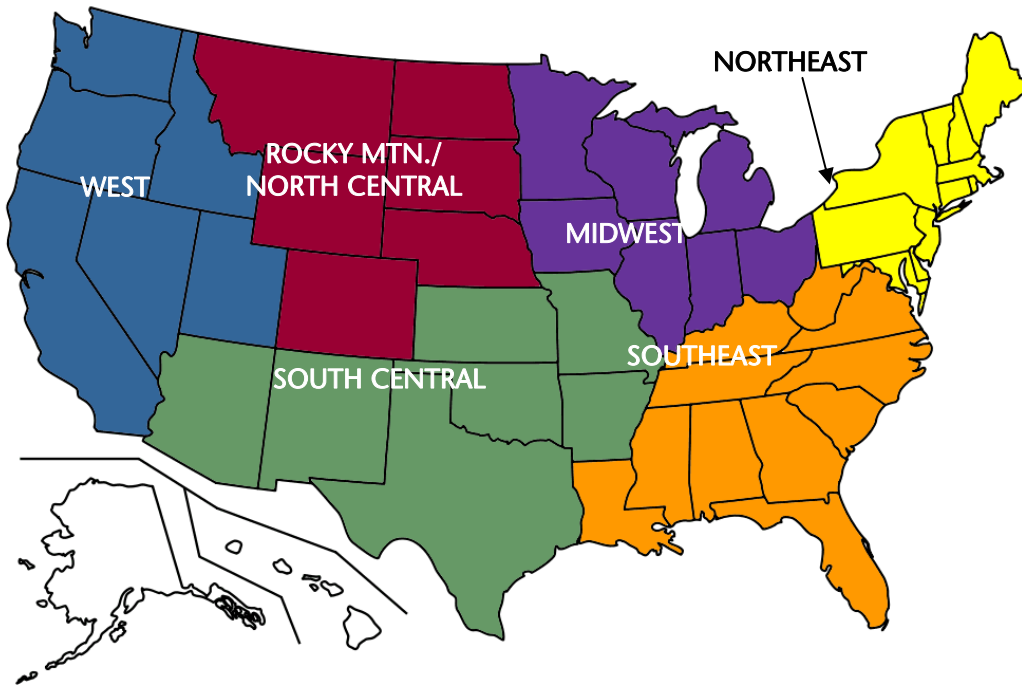 NORTHEAST
ROCKY MTN./
NORTH CENTRAL
WEST
MIDWEST
SOUTHEAST
SOUTH CENTRAL